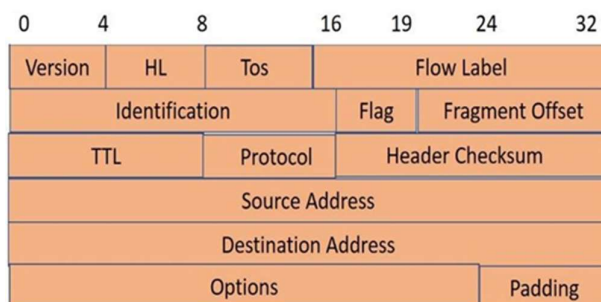 0 4 8 16 19 24 32
Version HL Tos Flow Label
Identification Flag Fragment Offset
TTL Protocol Header Checksum
Source Address
Destination Address
Options Padding